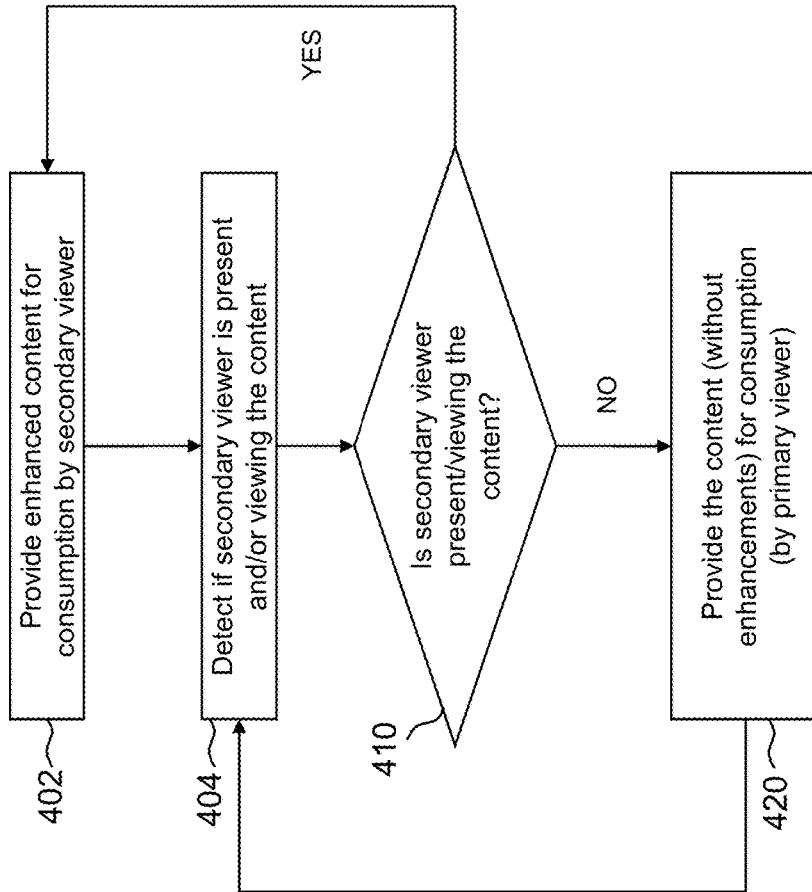 402
Provide enhanced content for
consumption by secondary viewer
404
Detect if secondary viewer is present
and/or viewing the content
410
Is secondary viewer
present/viewing the
content?
YES
NO
420
Provide the content (without
enhancements) for consumption
(by primary viewer)